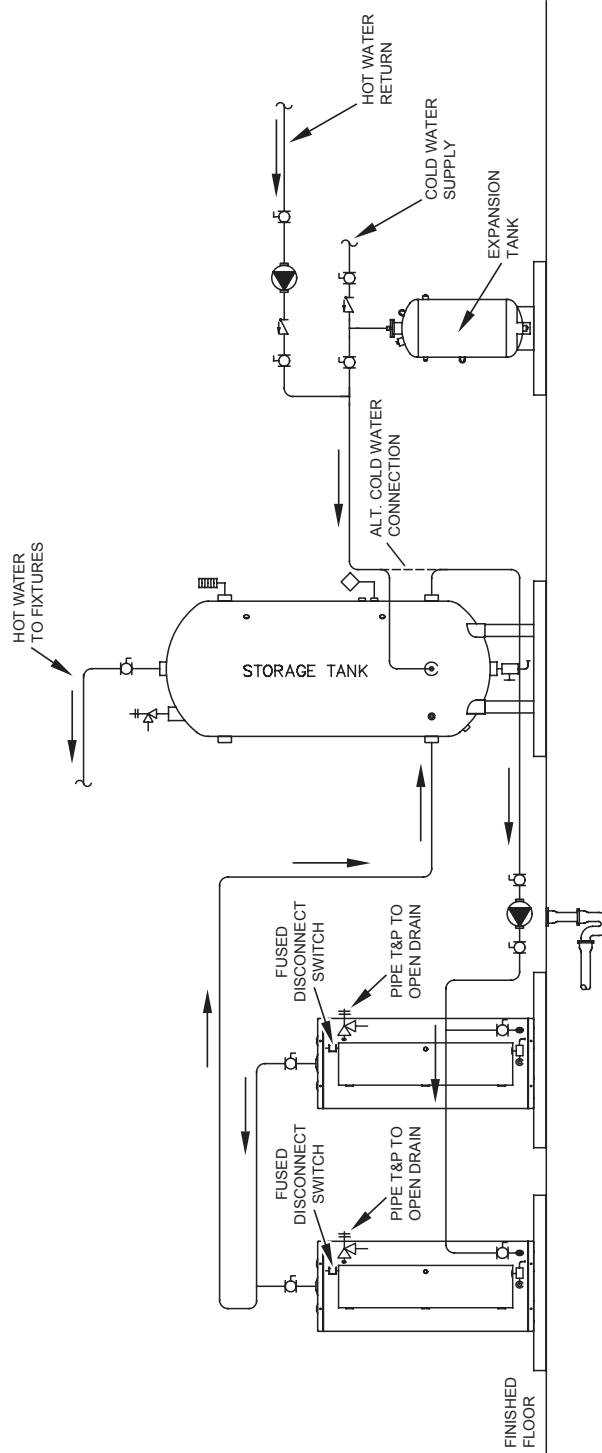 HOT WATER
TO FIXTURES
HOT WATER
RETURN
COLD WATER
SUPPLY
FUSED
DISCONNECT
SWITCH
FUSED
DISCONNECT
SWITCH
STORAGE TANK
ALT. COLD WATER
CONNECTION
EXPANSION
TANK
PIPE T&P TO
OPEN DRAIN
PIPE T&P TO
OPEN DRAIN
FINISHED
FLOOR